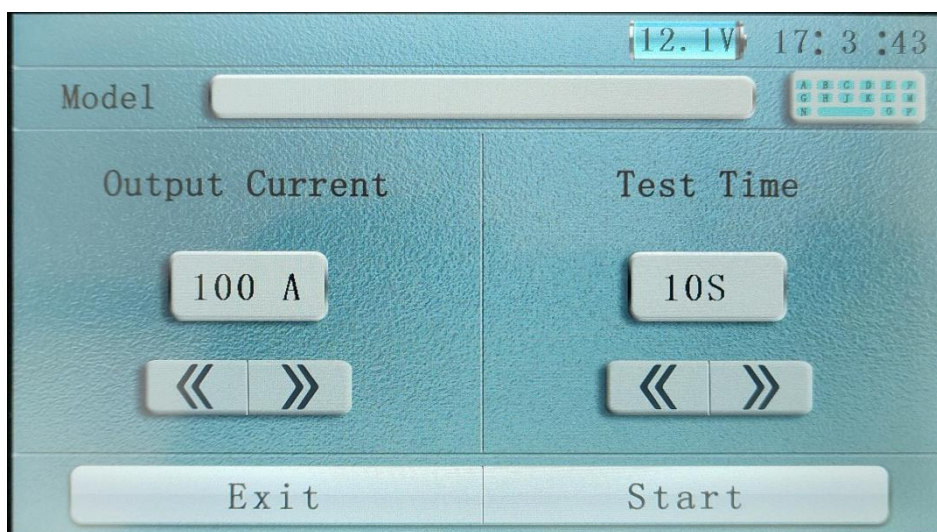 12.1V 17:3:43
Model
A B C D E F
G H J K L M
N O P
Output Current Test Time
100 A 10S
Exit Start